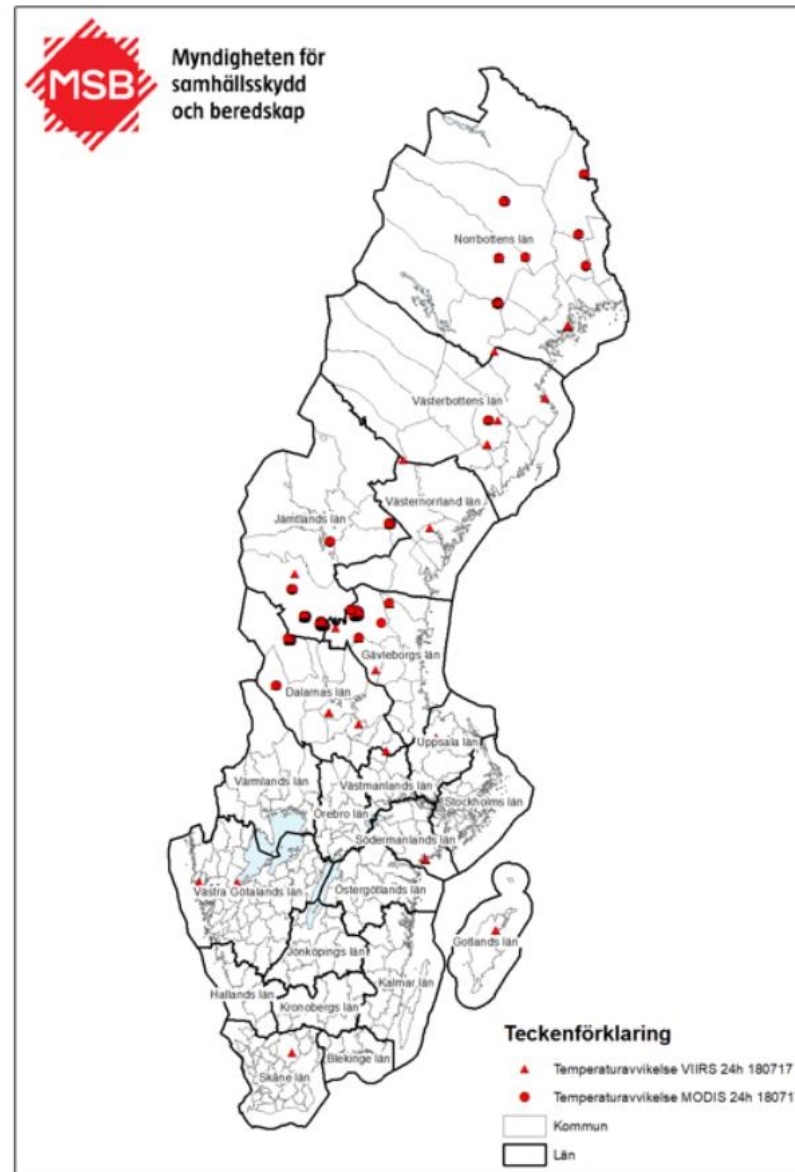 MSB
Myndigheten för
samhällsskydd
och beredskap
Norrbottens län
Västerbottens län
Västernorrland län
Jämtlands län
Gävleborgs län
Dalarnas län
Uppsala län
Värmlands län
Västmanlands län
Stockholms län
Örebro län
Södermanlands län
Västra Götalands län
Östergötlands län
Gotlands län
Jönköpings län
Kalmar län
Hallands län
Kronobergs län
Blekinge län
Skåne län
Teckenförklaring
Temperaturavvikelse VIIRS 24h 180717
Temperaturavvikelse MODIS 24h 180717
Kommun
Län